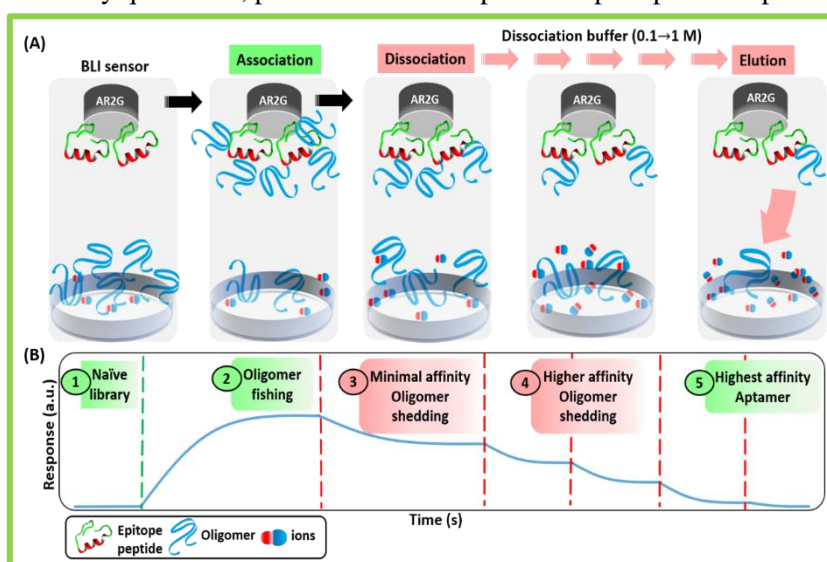 (A)
Dissociation buffer (0.1→1 M)
BLI sensor
Association
Dissociation
Elution
AR2G
AR2G
AR2G
AR2G
AR2G
(B)
1 Naïve library
2 Oligomer fishing
3 Minimal affinity Oligomer shedding
4 Higher affinity Oligomer shedding
5 Highest affinity Aptamer
Response (a.u.)
Time (s)
Epitope peptide
Oligomer
ions